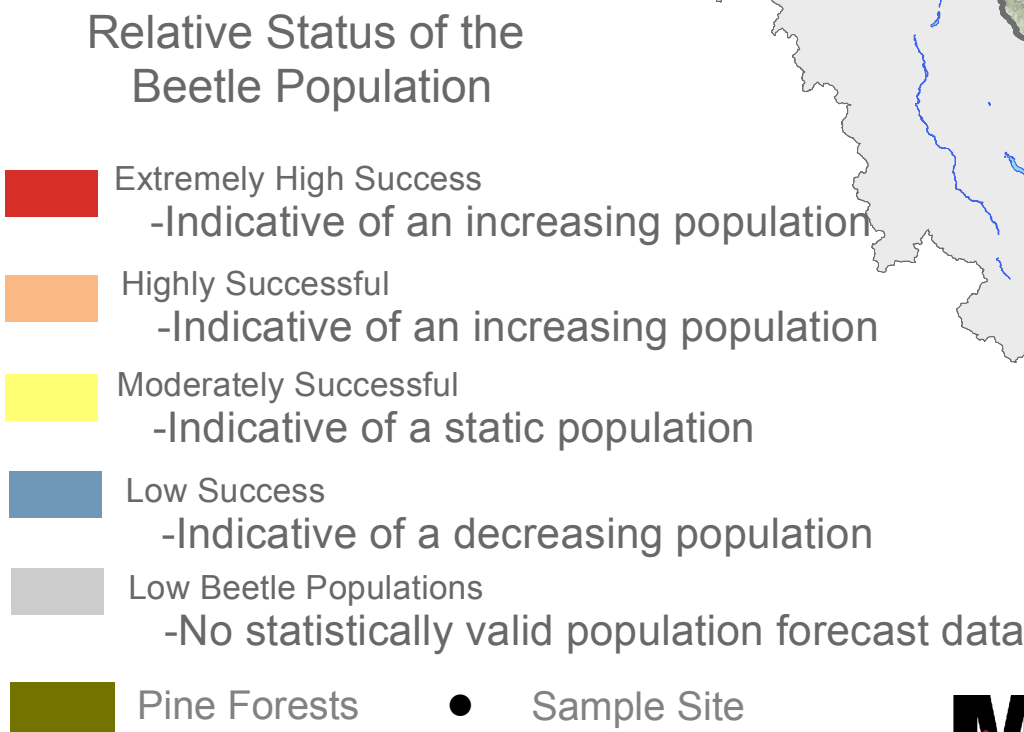 Relative Status of the
Beetle Population
Extremely High Success
-Indicative of an increasing population
Highly Successful
-Indicative of an increasing population
Moderately Successful
-Indicative of a static population
Low Success
-Indicative of a decreasing population
Low Beetle Populations
-No statistically valid population forecast data
Pine Forests
Sample Site